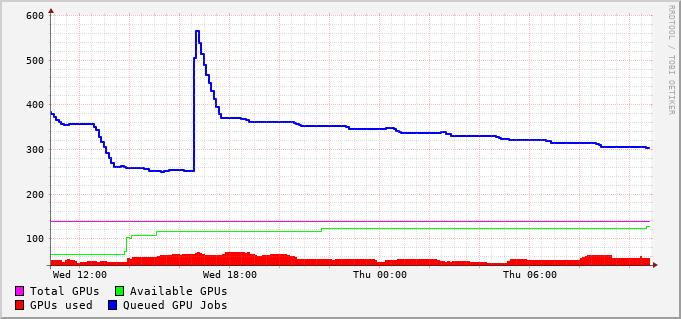 600
500
400
300
200
100
Wed 12:00 Wed 18:00 Thu 00:00 Thu 06:00
Total GPUs Available GPUs
GPUs used Queued GPU Jobs
RRDTOOL / TOBI OETIKER